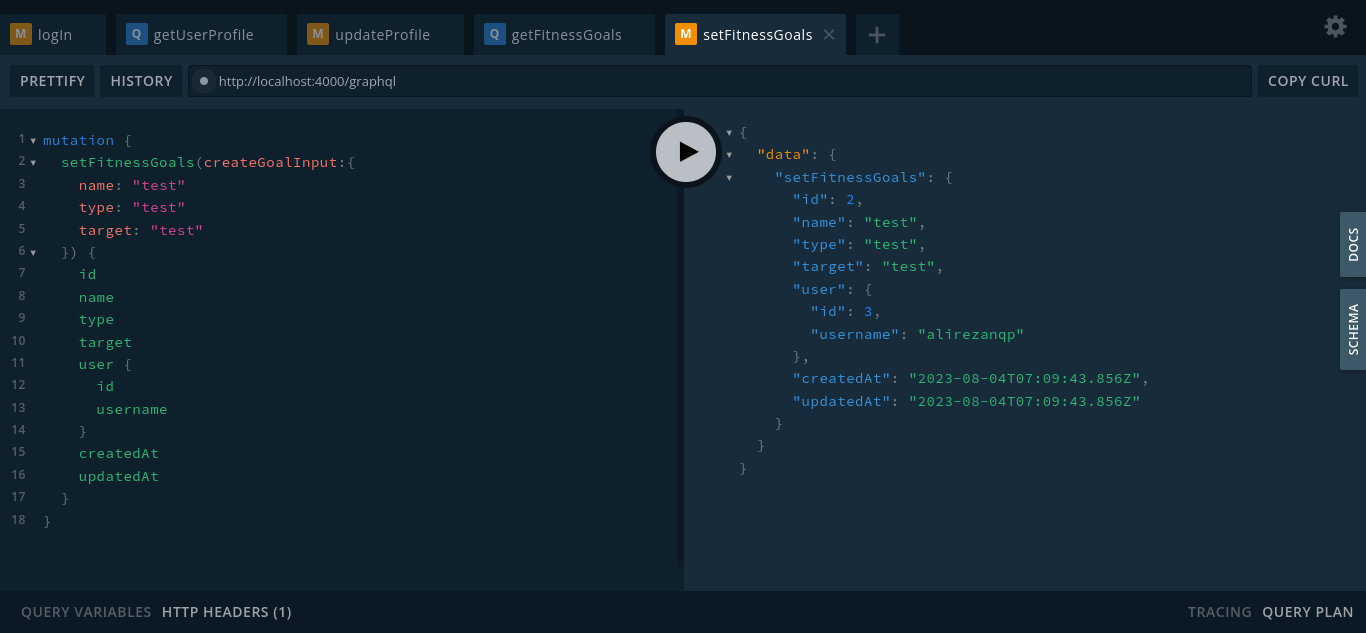 M logIn Q getUserProfile M updateProfile Q getFitnessGoals M setFitnessGoals × +
PRETTIFY HISTORY http://localhost:4000/graphql COPY CURL
1 mutation {
2 setFitnessGoals(createGoalInput:{
3 name: "test"
4 type: "test"
5 target: "test"
6 }) {
7 id
8 name
9 type
10 target
11 user {
12 id
13 username
14 }
15 createdAt
16 updatedAt
17 }
18 }
{
"data": {
"setFitnessGoals": {
"id": 2,
"name": "test",
"type": "test",
"target": "test",
"user": {
"id": 3,
"username": "alirezanqp"
},
"createdAt": "2023-08-04T07:09:43.856Z",
"updatedAt": "2023-08-04T07:09:43.856Z"
}
}
}
DOCS
SCHEMA
QUERY VARIABLES HTTP HEADERS (1) TRACING QUERY PLAN